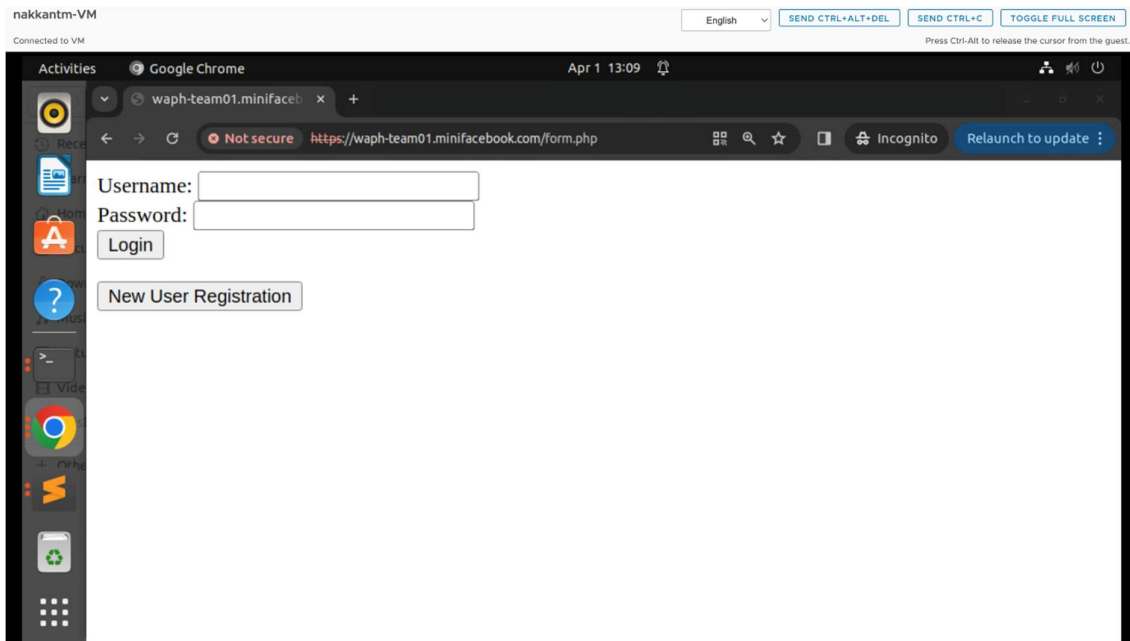 nakkantm-VM
English
SEND CTRL+ALT+DEL
SEND CTRL+C
TOGGLE FULL SCREEN
Connected to VM
Press Ctrl-Alt to release the cursor from the guest.
Activities
Google Chrome
Apr 1 13:09
waph-team01.minifaceb
Not secure
https://waph-team01.minifacebook.com/form.php
Incognito
Relaunch to update
Username:
Password:
Login
New User Registration